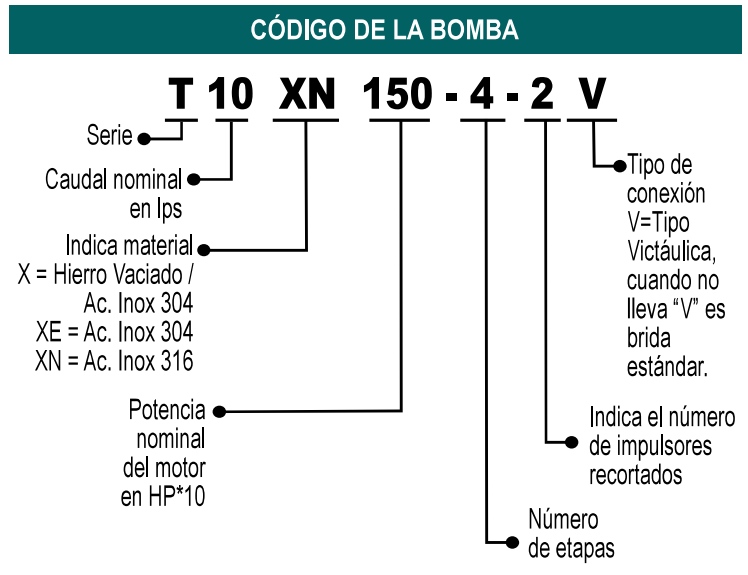 CÓDIGO DE LA BOMBA
T 10 XN 150 - 4 - 2 V
Serie
Caudal nominal
en lps
Indica material
X = Hierro Vaciado /
Ac. Inox 304
XE = Ac. Inox 304
XN = Ac. Inox 316
Potencia
nominal
del motor
en HP*10
Número
de etapas
Indica el número
de impulsores
recortados
Tipo de
conexión
V=Tipo
Victáulica,
cuando no
lleva “V” es
brida
estándar.